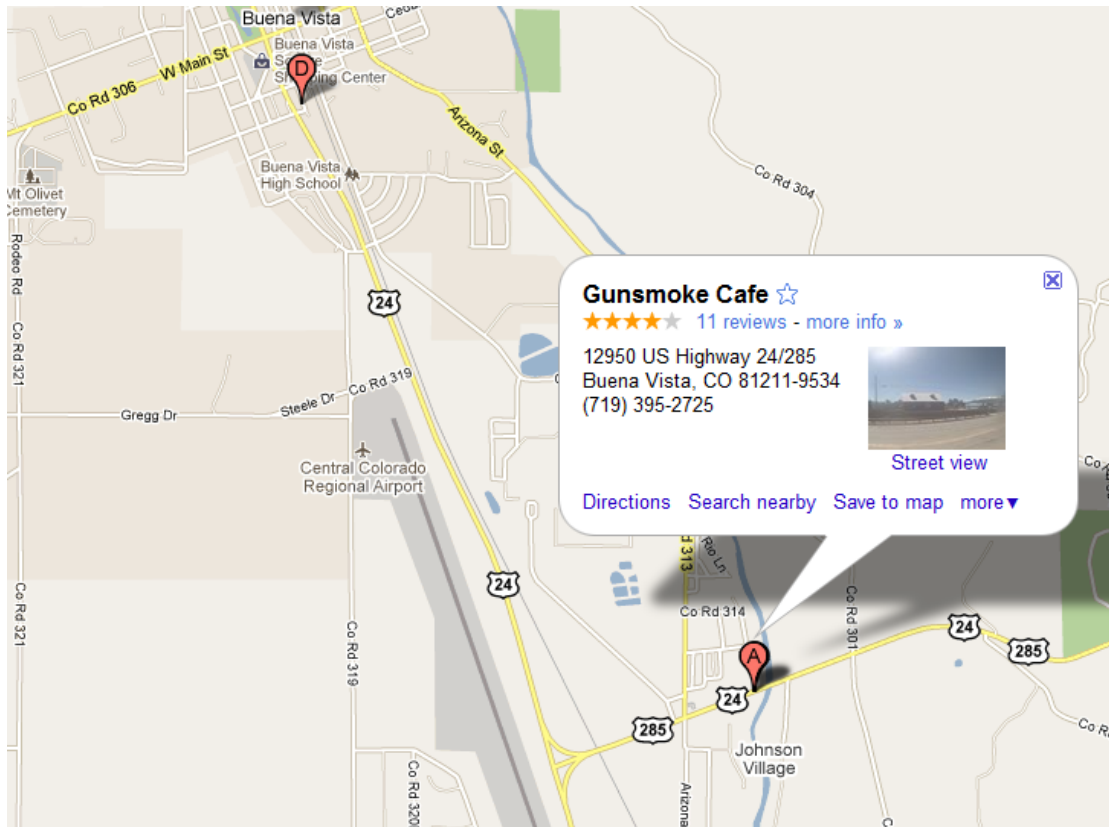 Buena Vista
Buena Vista
Shopping Center
D
W Main St
Co Rd 306
Arizona St
Buena Vista
High School
Co Rd 304
Mt Olivet
Cemetery
Rodeo Rd
24
Co Rd 321
Co Rd 319
Steele Dr
Gregg Dr
Central Colorado
Regional Airport
Gunsmoke Cafe
11 reviews - more info »
12950 US Highway 24/285
Buena Vista, CO 81211-9534
(719) 395-2725
Street view
Directions Search nearby Save to map more▼
24
Rio Ln
Co Rd 314
Co Rd 321
Co Rd 319
Co Rd 301
A
24
285
24
285
Johnson
Village
Arizona
Co Rd 320